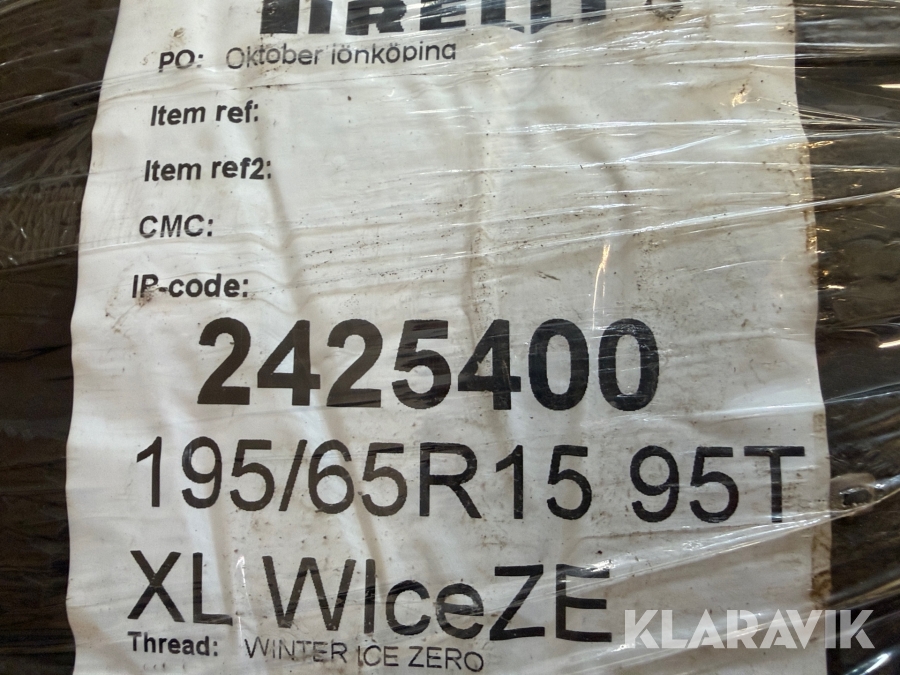 PIRELLI
PO: Oktober jönköping
Item ref:
Item ref2:
CMC:
IP-code:
2425400
195/65R15 95T
XL WIceZE
Thread: WINTER ICE ZERO
KLARAVIK